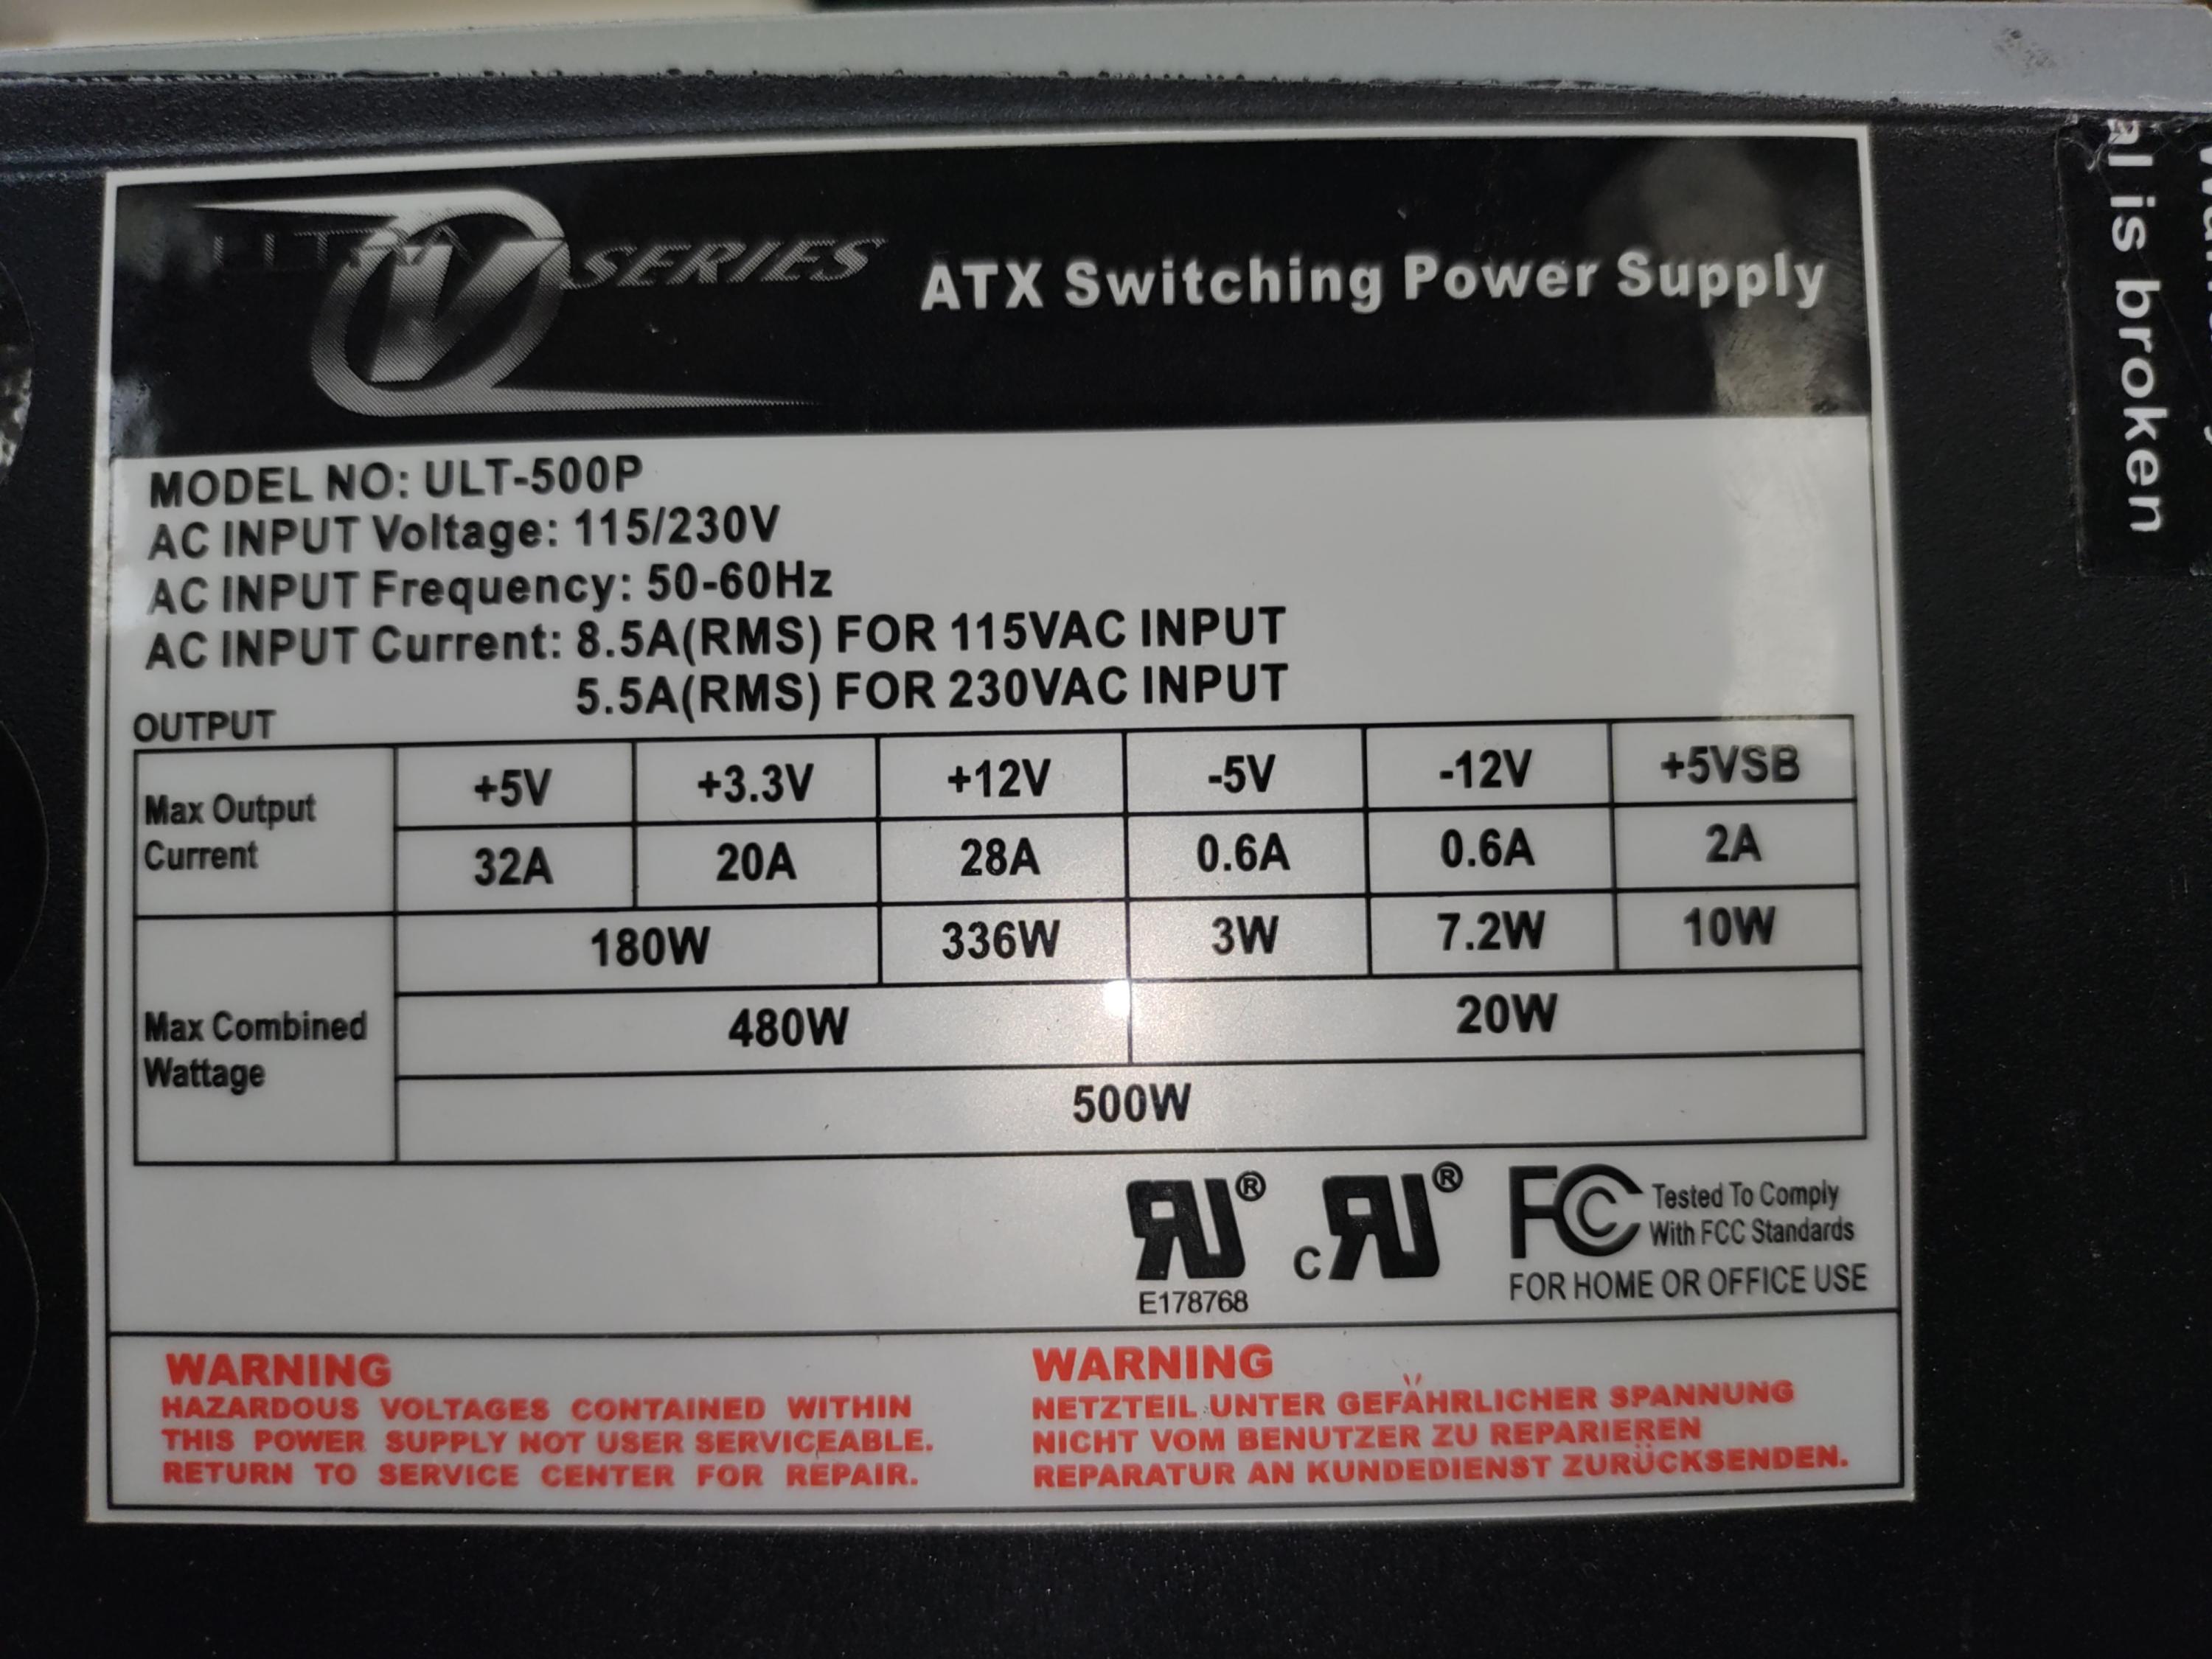 ULTRA V SERIES
ATX Switching Power Supply
MODEL NO: ULT-500P
AC INPUT Voltage: 115/230V
AC INPUT Frequency: 50-60Hz
AC INPUT Current: 8.5A(RMS) FOR 115VAC INPUT
5.5A(RMS) FOR 230VAC INPUT
OUTPUT
Max Output Current +5V +3.3V +12V -5V -12V +5VSB
32A 20A 28A 0.6A 0.6A 2A
Max Combined Wattage 180W 336W 3W 7.2W 10W
480W 20W
500W
E178768
Tested To Comply
With FCC Standards
FOR HOME OR OFFICE USE
WARNING
HAZARDOUS VOLTAGES CONTAINED WITHIN
THIS POWER SUPPLY NOT USER SERVICEABLE.
RETURN TO SERVICE CENTER FOR REPAIR.
WARNING
NETZTEIL UNTER GEFÄHRLICHER SPANNUNG
NICHT VOM BENUTZER ZU REPARIEREN
REPARATUR AN KUNDEDIENST ZURÜCKSENDEN.
is broken